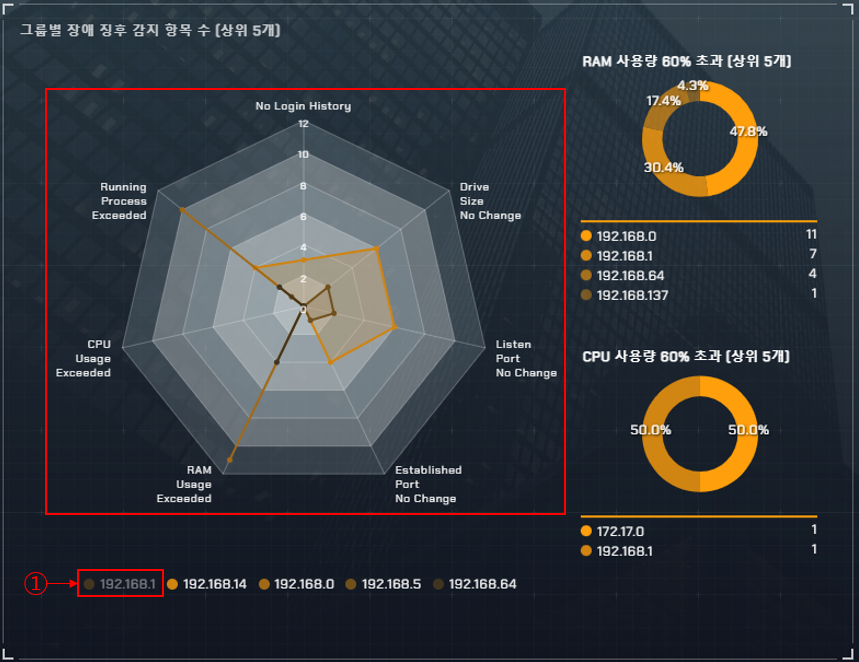 그룹별 장애 징후 감지 항목 수 (상위 5개)
No Login History
12
10
8
6
4
2
0
Drive
Size
No Change
Listen
Port
No Change
Established
Port
No Change
RAM
Usage
Exceeded
CPU
Usage
Exceeded
Running
Process
Exceeded
① 192.168.1 192.168.14 192.168.0 192.168.5 192.168.64
RAM 사용량 60% 초과 (상위 5개)
4.3%
17.4%
47.8%
30.4%
192.168.0 11
192.168.1 7
192.168.64 4
192.168.137 1
CPU 사용량 60% 초과 (상위 5개)
50.0% 50.0%
172.17.0 1
192.168.1 1